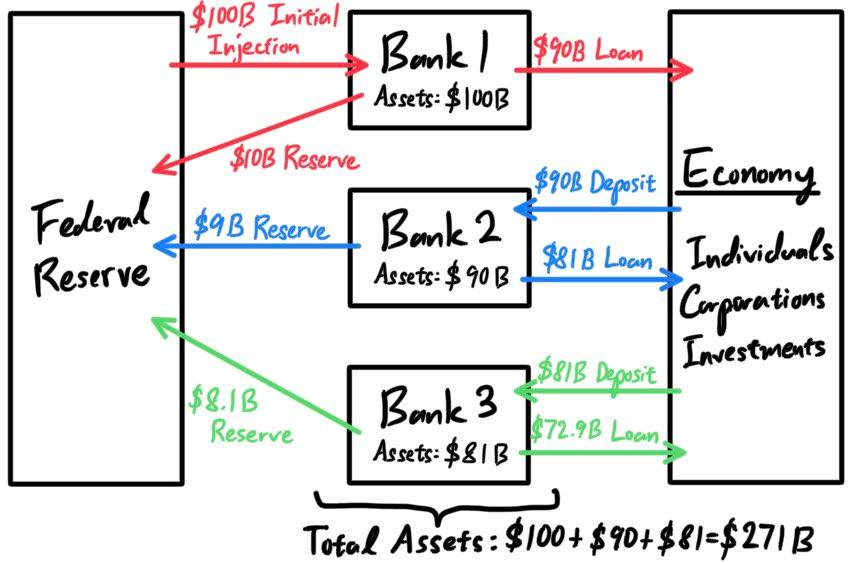 $100B Initial
Injection
Bank 1
Assets: $100B
$90B Loan
$10B Reserve
Federal
Reserve
$9B Reserve
Bank 2
Assets: $90B
$90B Deposit
$81B Loan
Economy
Individuals
Corporations
Investments
$8.1B
Reserve
Bank 3
Assets: $81B
$81B Deposit
$72.9B Loan
Total Assets: $100+$90+$81=$271B